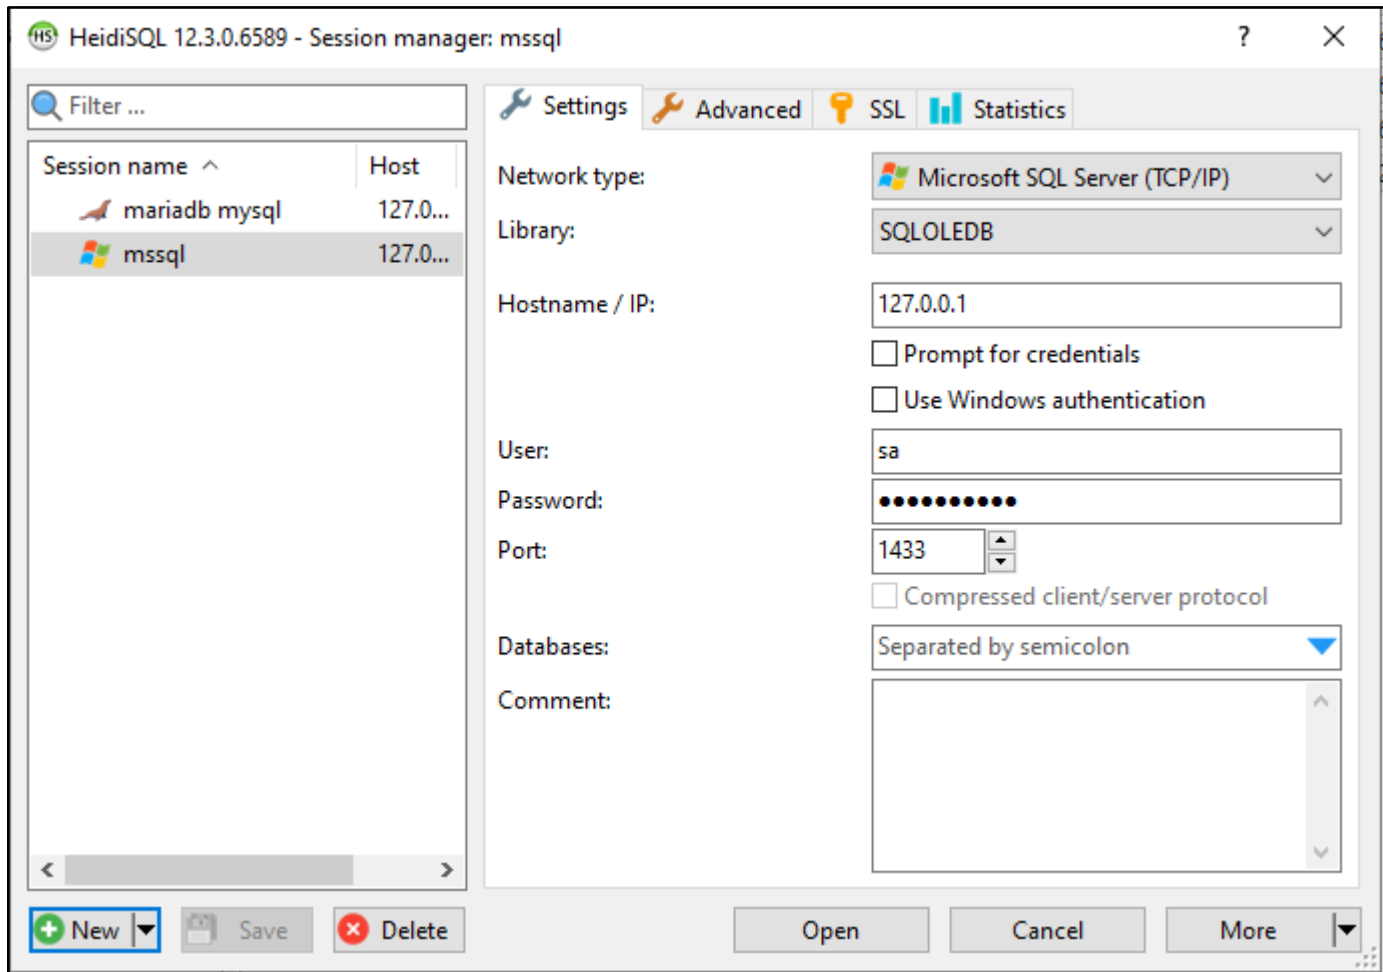 HS HeidiSQL 12.3.0.6589 - Session manager: mssql ?
Filter ...
Session name Host
mariadb mysql 127.0...
mssql 127.0...
Settings Advanced SSL Statistics
Network type: Microsoft SQL Server (TCP/IP)
Library: SQLOLEDB
Hostname / IP: 127.0.0.1
Prompt for credentials
Use Windows authentication
User: sa
Password: ●●●●●●●●●●
Port: 1433
Compressed client/server protocol
Databases: Separated by semicolon
Comment:
New Save Delete Open Cancel More